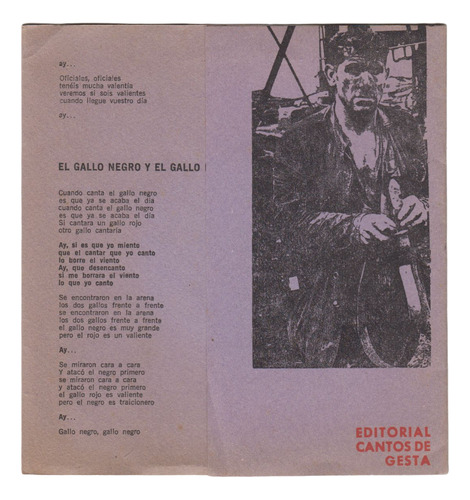 ay...
Oficiales, oficiales
tenéis mucha valentía
veremos si sois valientes
cuando llegue vuestro día
ay...
EL GALLO NEGRO Y EL GALLO
Cuando canta el gallo negro
es que ya se acaba el día
cuando canta el gallo negro
es que ya se acaba el día
Si cantara un gallo rojo
otro gallo cantaría
Ay, si es que yo miento
que el cantar que yo canto
lo borre el viento
Ay, que desencanto
si me borrara el viento
lo que yo canto
Se encontraron en la arena
los dos gallos frente a frente
se encontraron en la arena
los dos gallos frente a frente
el gallo negro es muy grande
pero el rojo es un valiente
Ay...
Se miraron cara a cara
Y atacó el negro primero
se miraron cara a cara
y atacó el negro primero
el gallo rojo es valiente
pero el negro es traicionero
Ay...
Gallo negro, gallo negro
EDITORIAL
CANTOS DE
GESTA